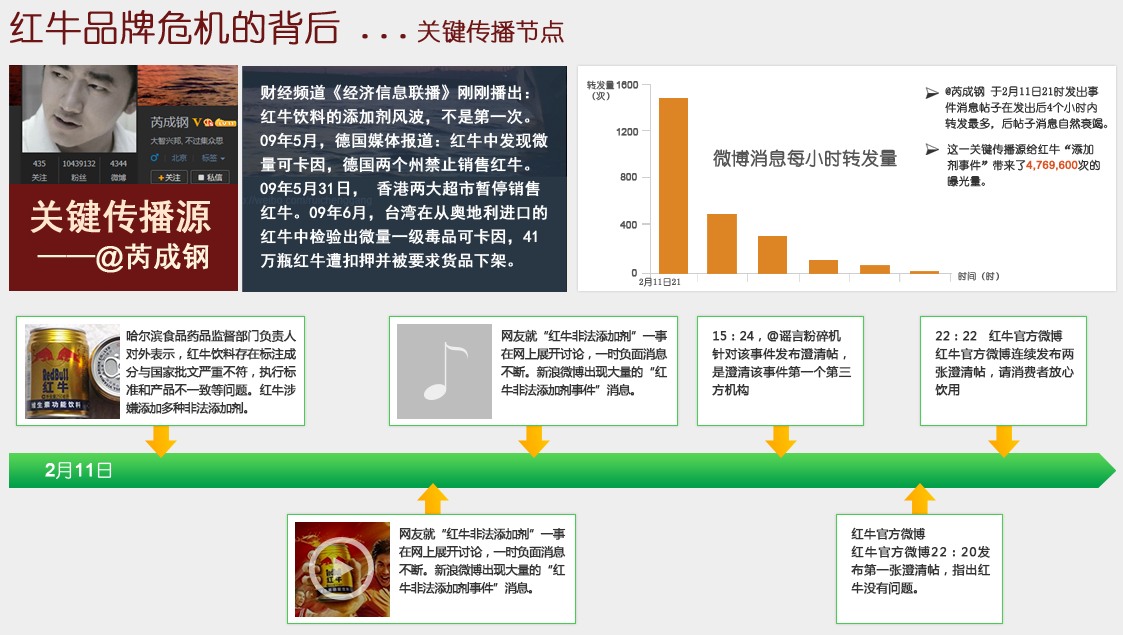 红牛品牌危机的背后 ...关键传播节点
芮成钢 V
大智兴邦, 不过集众思
♂ 北京 标签
435 10439132 4344
关注 粉丝 微博
+关注 私信
关键传播源
——@芮成钢
财经频道《经济信息联播》刚刚播出：
红牛饮料的添加剂风波，不是第一次。
09年5月，德国媒体报道：红牛中发现微
量可卡因，德国两个州禁止销售红牛。
09年5月31日， 香港两大超市暂停销售
红牛。09年6月，台湾在从奥地利进口的
红牛中检验出微量一级毒品可卡因，41
万瓶红牛遭扣押并被要求货品下架。
转发量
（次）
1600
1200
800
400
0
2月11日21
时间（时）
微博消息每小时转发量
➢ @芮成钢 于2月11日21时发出事
件消息帖子在发出后4个小时内
转发最多，后帖子消息自然衰竭。
➢ 这一关键传播源给红牛“添加
剂事件”带来了4,769,600次的
曝光量。
RedBull
红牛
维生素功能饮料
哈尔滨食品药品监督部门负责人
对外表示，红牛饮料存在标注成
分与国家批文严重不符，执行标
准和产品不一致等问题。红牛涉
嫌添加多种非法添加剂。
网友就“红牛非法添加剂”一事
在网上展开讨论，一时负面消息
不断。新浪微博出现大量的“红
牛非法添加剂事件”消息。
15：24，@谣言粉碎机
针对该事件发布澄清帖，
是澄清该事件第一个第三
方机构
22：22 红牛官方微博
红牛官方微博连续发布两
张澄清帖，请消费者放心
饮用
2月11日
网友就“红牛非法添加剂”一事
在网上展开讨论，一时负面消息
不断。新浪微博出现大量的“红
牛非法添加剂事件”消息。
红牛官方微博
红牛官方微博22：20发
布第一张澄清帖，指出红
牛没有问题。